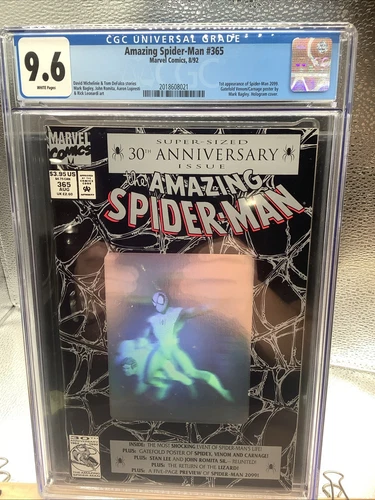 CGC UNIVERSAL GRADE
9.6
WHITE Pages
Amazing Spider-Man #365
Marvel Comics, 8/92
David Michelinie & Tom DeFalco stories
Mark Bagley, John Romita, Aaron Lopresti
& Rick Leonardi art
2018608021
1st appearance of Spider-Man 2099
Gatefold Venom/Carnage poster by
Mark Bagley. Hologram cover.
MARVEL
COMICS
$3.95 US
365
AUG
SUPER-SIZED
30TH ANNIVERSARY
ISSUE
the AMAZING
SPIDER-MAN
INSIDE: THE MOST SHOCKING EVENT OF SPIDER-MAN'S LIFE!
PLUS: GATEFOLD POSTER OF SPIDEY, VENOM AND CARNAGE!
PLUS: STAN LEE AND JOHN ROMITA SR. —REUNITED!
PLUS: THE RETURN OF THE LIZARD!
PLUS: A FIVE-PAGE PREVIEW OF SPIDER-MAN 2099!
30TH